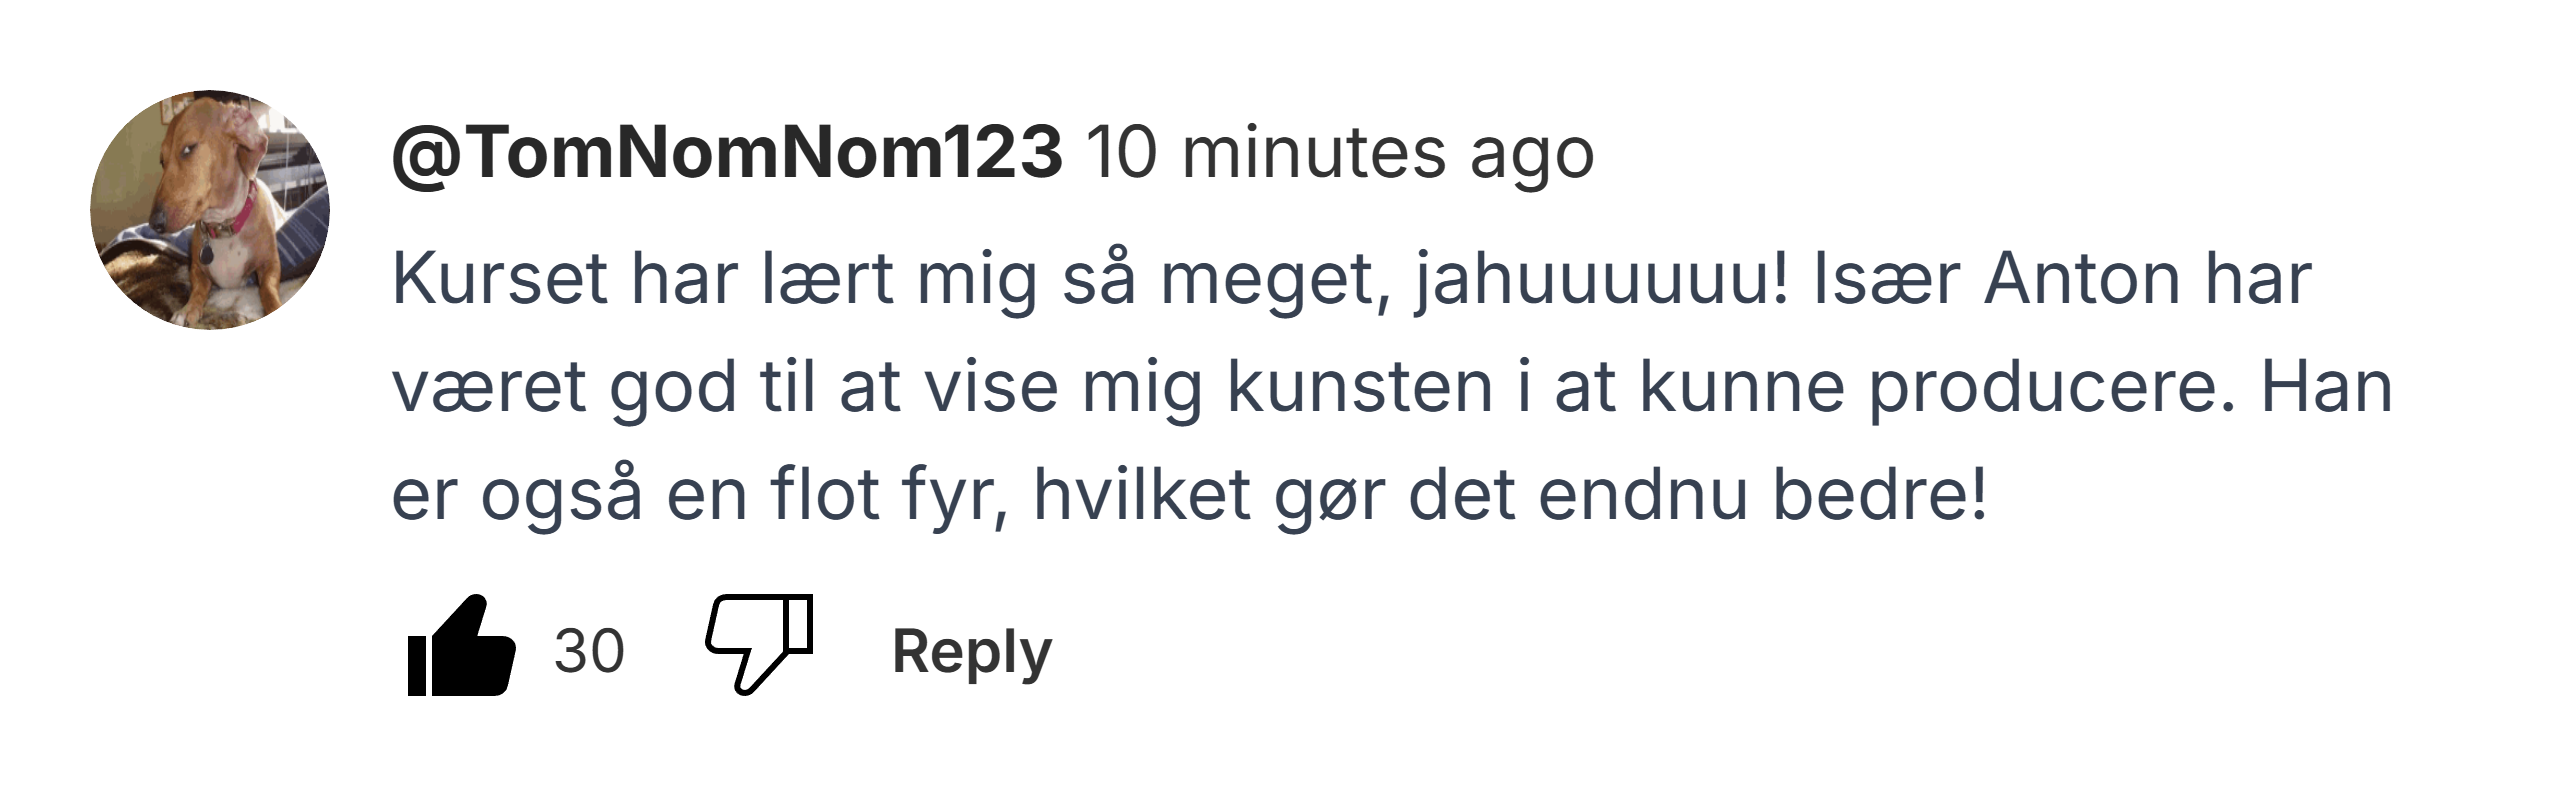 @TomNomNom123 10 minutes ago
Kurset har lært mig så meget, jahuuuuuu! Især Anton har
været god til at vise mig kunsten i at kunne producere. Han
er også en flot fyr, hvilket gør det endnu bedre!
30 Reply